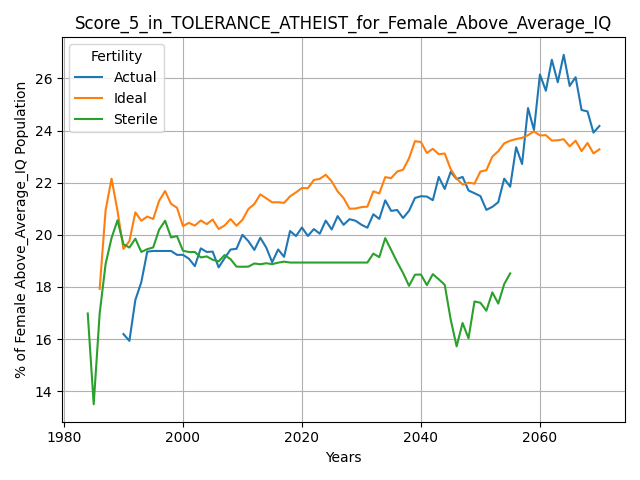 Score_5_in_TOLERANCE_ATHEIST_for_Female_Above_Average_IQ
Fertility
Actual
Ideal
Sterile
% of Female Above_Average_IQ Population
26
24
22
20
18
16
14
1980
2000
2020
2040
2060
Years